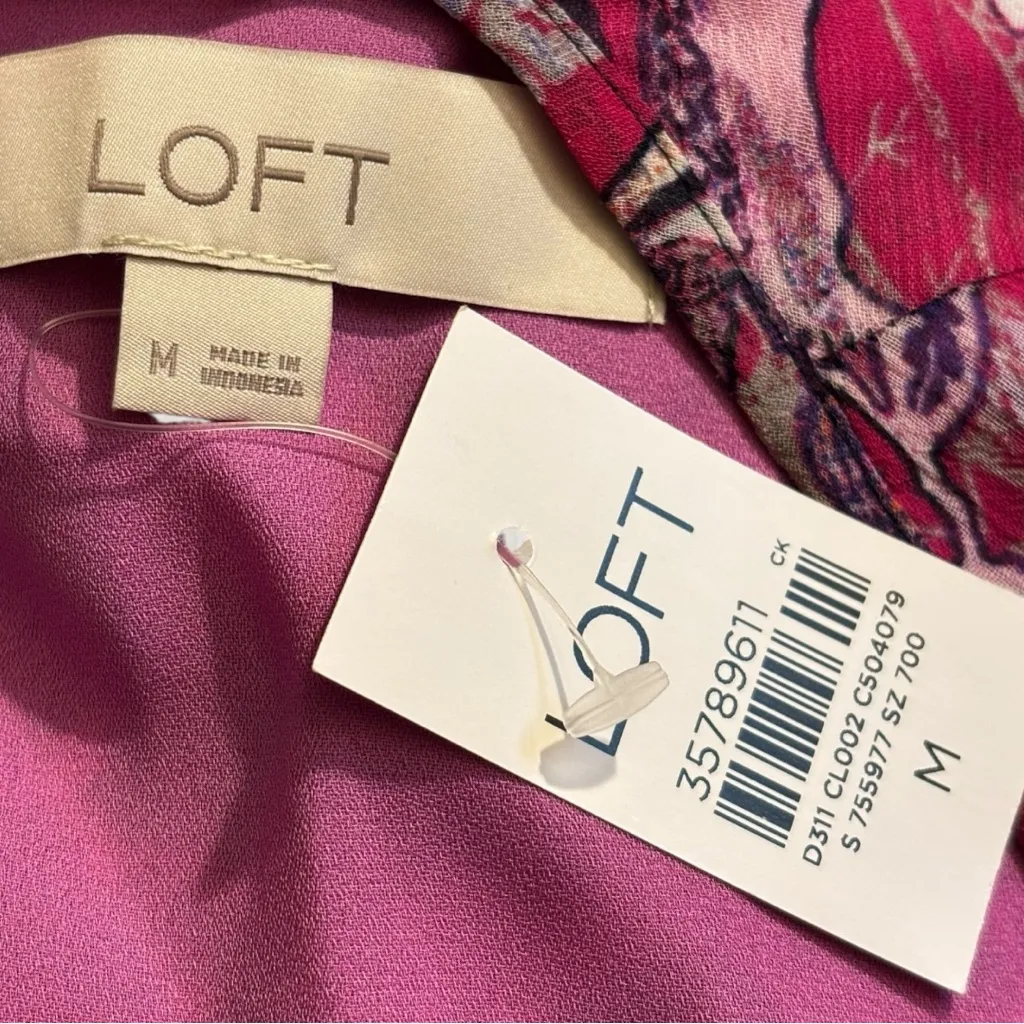 LOFT
M
MADE IN
INDONESIA
LOFT
35789611
CK
D311 CL002 C504079
S 755977 SZ 700
M